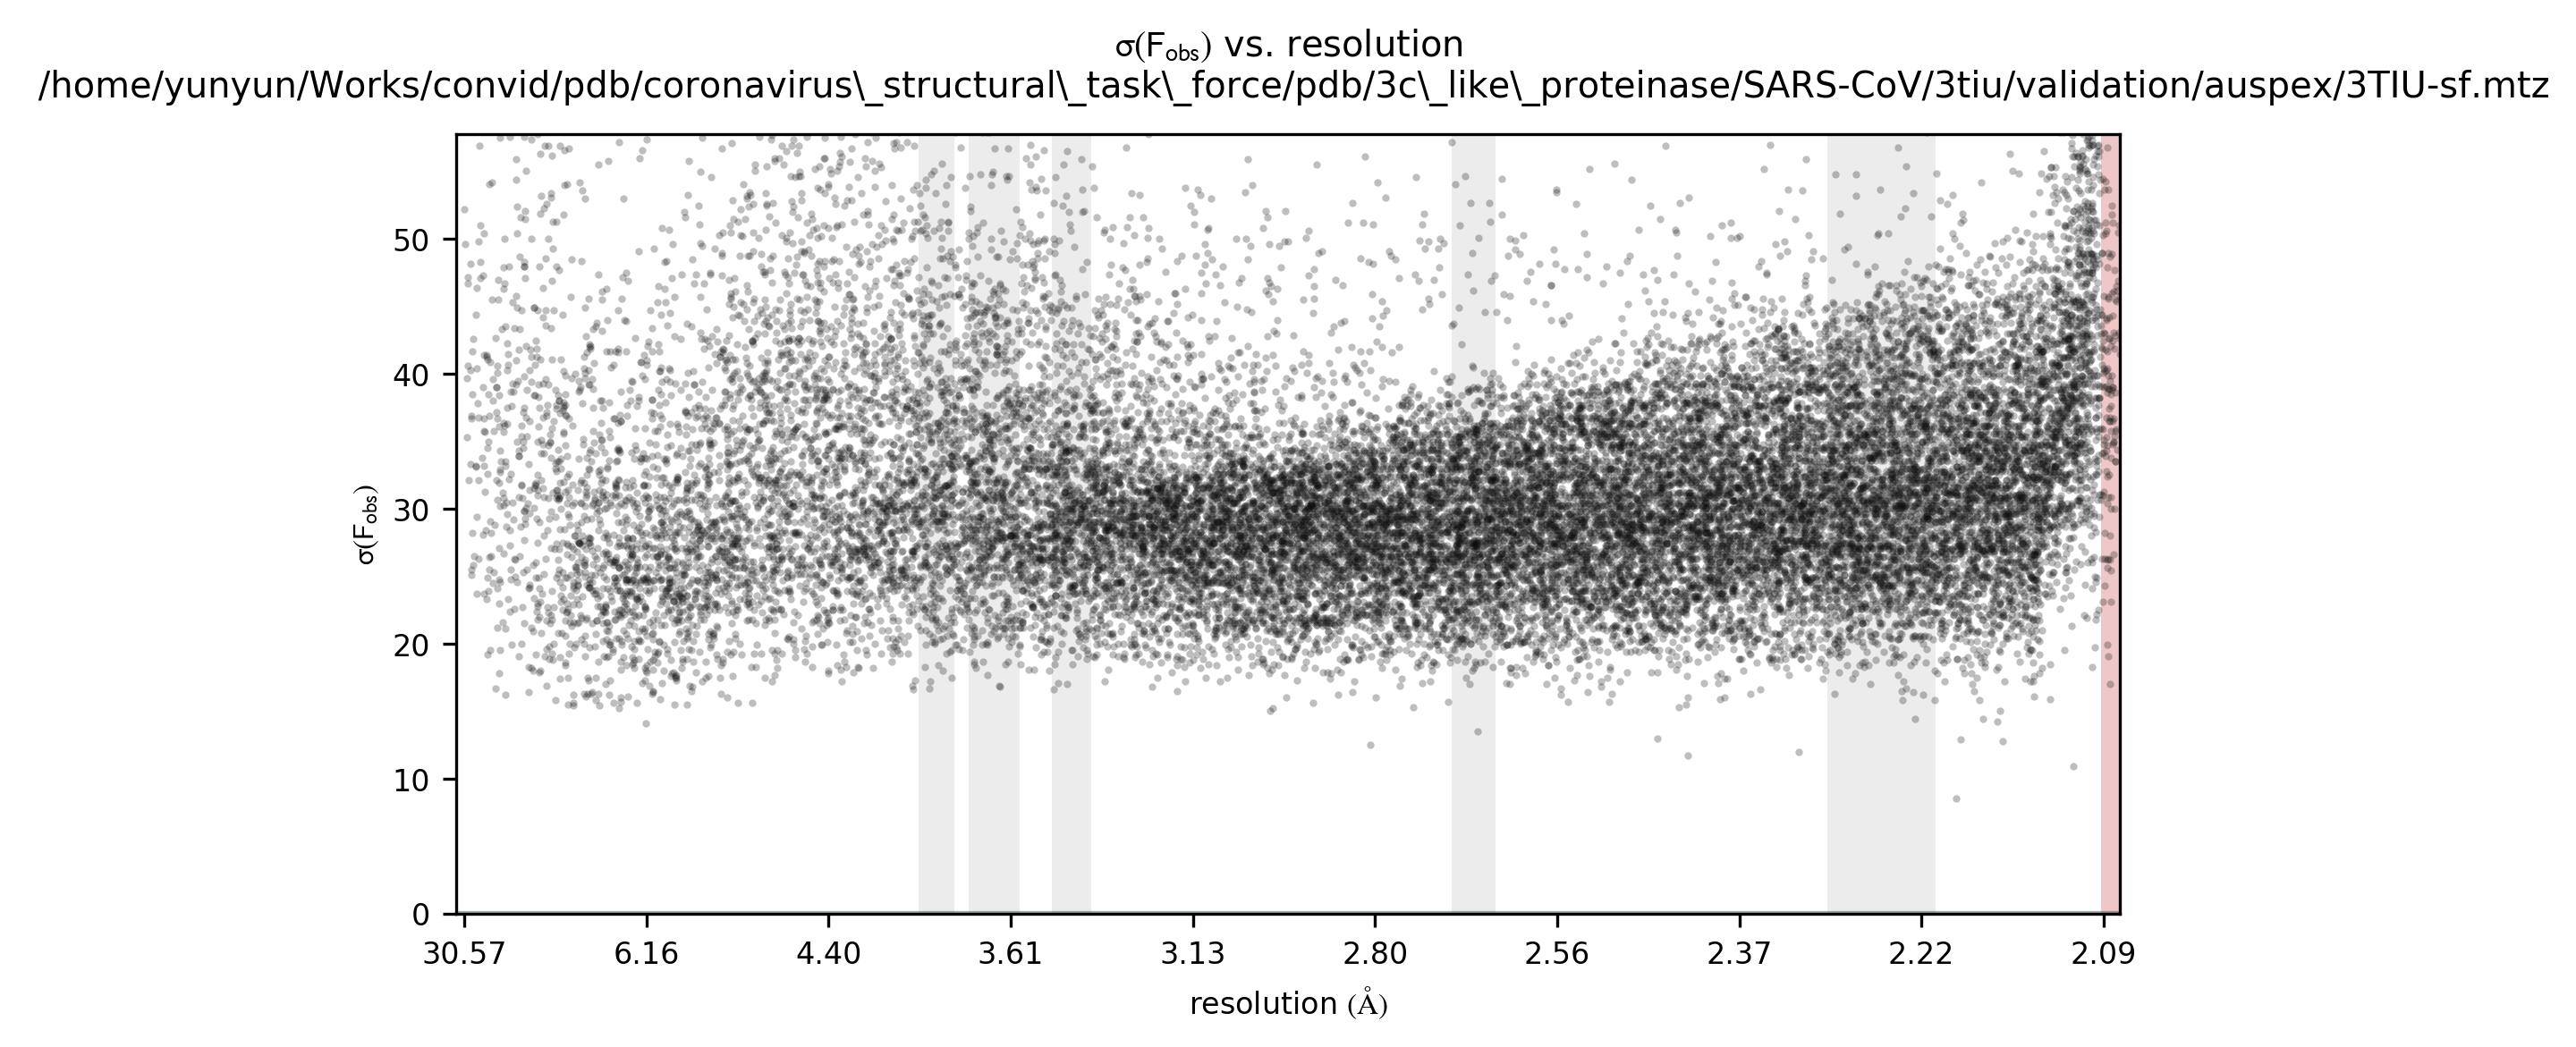 σ(Fobs) vs. resolution
/home/yunyun/Works/convid/pdb/coronavirus\_structural\_task\_force/pdb/3c\_like\_proteinase/SARS-CoV/3tiu/validation/auspex/3TIU-sf.mtz
50
40
30
20
10
0
σ(Fobs)
30.57 6.16 4.40 3.61 3.13 2.80 2.56 2.37 2.22 2.09
resolution (Å)